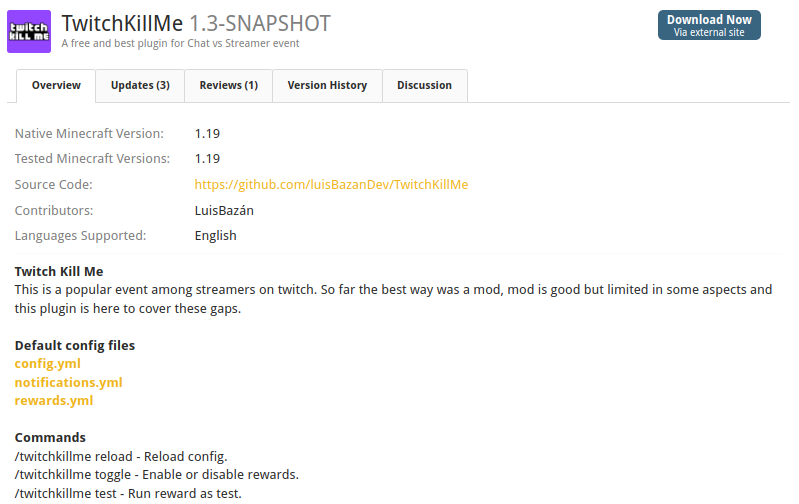 twitch
KILL ME
TwitchKillMe 1.3-SNAPSHOT
A free and best plugin for Chat vs Streamer event
Download Now
Via external site
Overview
Updates (3)
Reviews (1)
Version History
Discussion
Native Minecraft Version: 1.19
Tested Minecraft Versions: 1.19
Source Code: https://github.com/luisBazanDev/TwitchKillMe
Contributors: LuisBazán
Languages Supported: English
Twitch Kill Me
This is a popular event among streamers on twitch. So far the best way was a mod, mod is good but limited in some aspects and
this plugin is here to cover these gaps.
Default config files
config.yml
notifications.yml
rewards.yml
Commands
/twitchkillme reload - Reload config.
/twitchkillme toggle - Enable or disable rewards.
/twitchkillme test - Run reward as test.